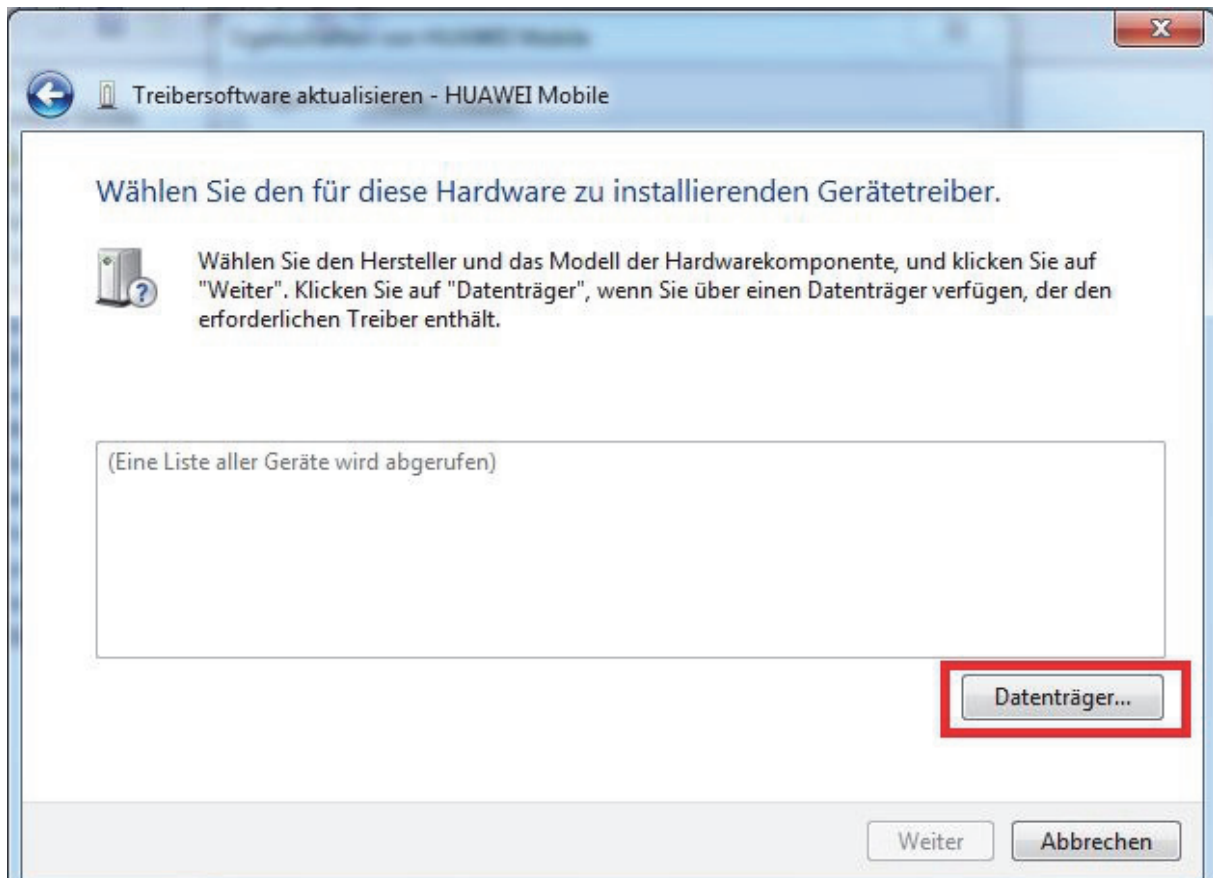 Treibersoftware aktualisieren - HUAWEI Mobile
Wählen Sie den für diese Hardware zu installierenden Gerätetreiber.
Wählen Sie den Hersteller und das Modell der Hardwarekomponente, und klicken Sie auf
"Weiter". Klicken Sie auf "Datenträger", wenn Sie über einen Datenträger verfügen, der den
erforderlichen Treiber enthält.
(Eine Liste aller Geräte wird abgerufen)
Datenträger...
Weiter
Abbrechen